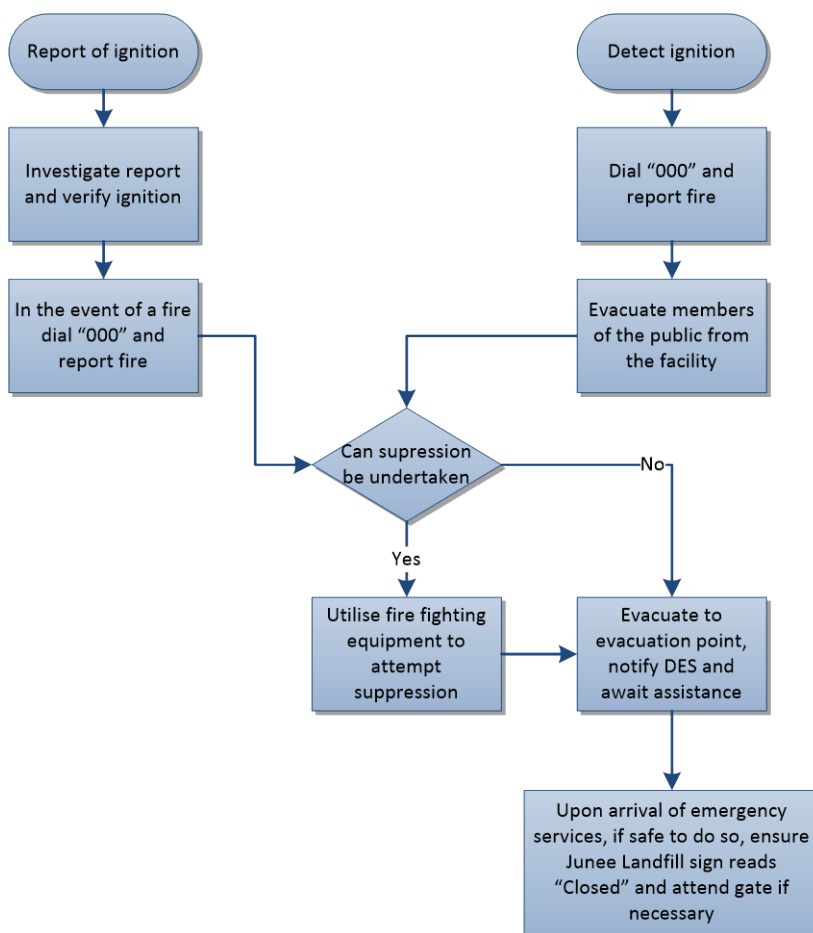 Report of ignition
Detect ignition
Investigate report
and verify ignition
Dial “000” and
report fire
In the event of a fire
dial “000” and
report fire
Evacuate members
of the public from
the facility
Can supression
be undertaken
No
Yes
Utilise fire fighting
equipment to
attempt
suppression
Evacuate to
evacuation point,
notify DES and
await assistance
Upon arrival of emergency
services, if safe to do so, ensure
Junee Landfill sign reads
“Closed” and attend gate if
necessary